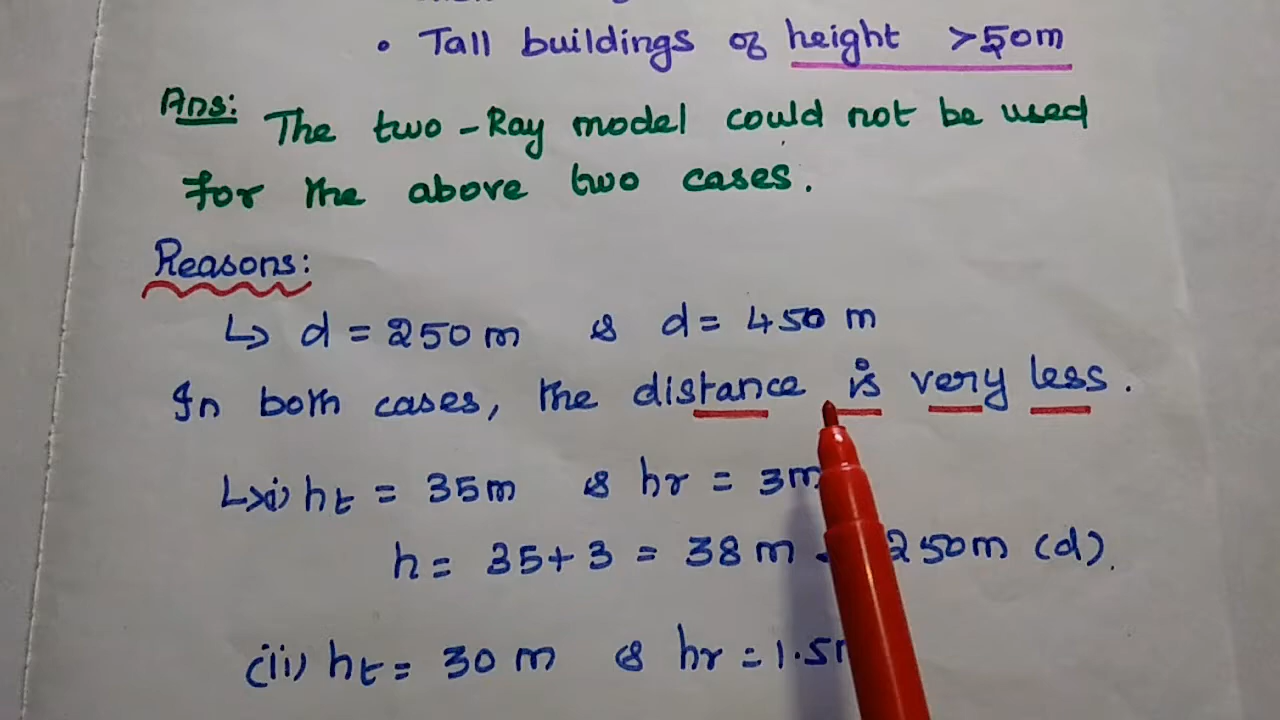 • Tall buildings of height >50m
Ans: The two-Ray model could not be used
for the above two cases.
Reasons:
↳ d = 250 m & d = 450 m
In both cases, the distance is very less.
↳(i) ht = 35m & hr = 3m
h = 35+3 = 38 m 250m (d).
(ii) ht = 30 m & hr = 1.5